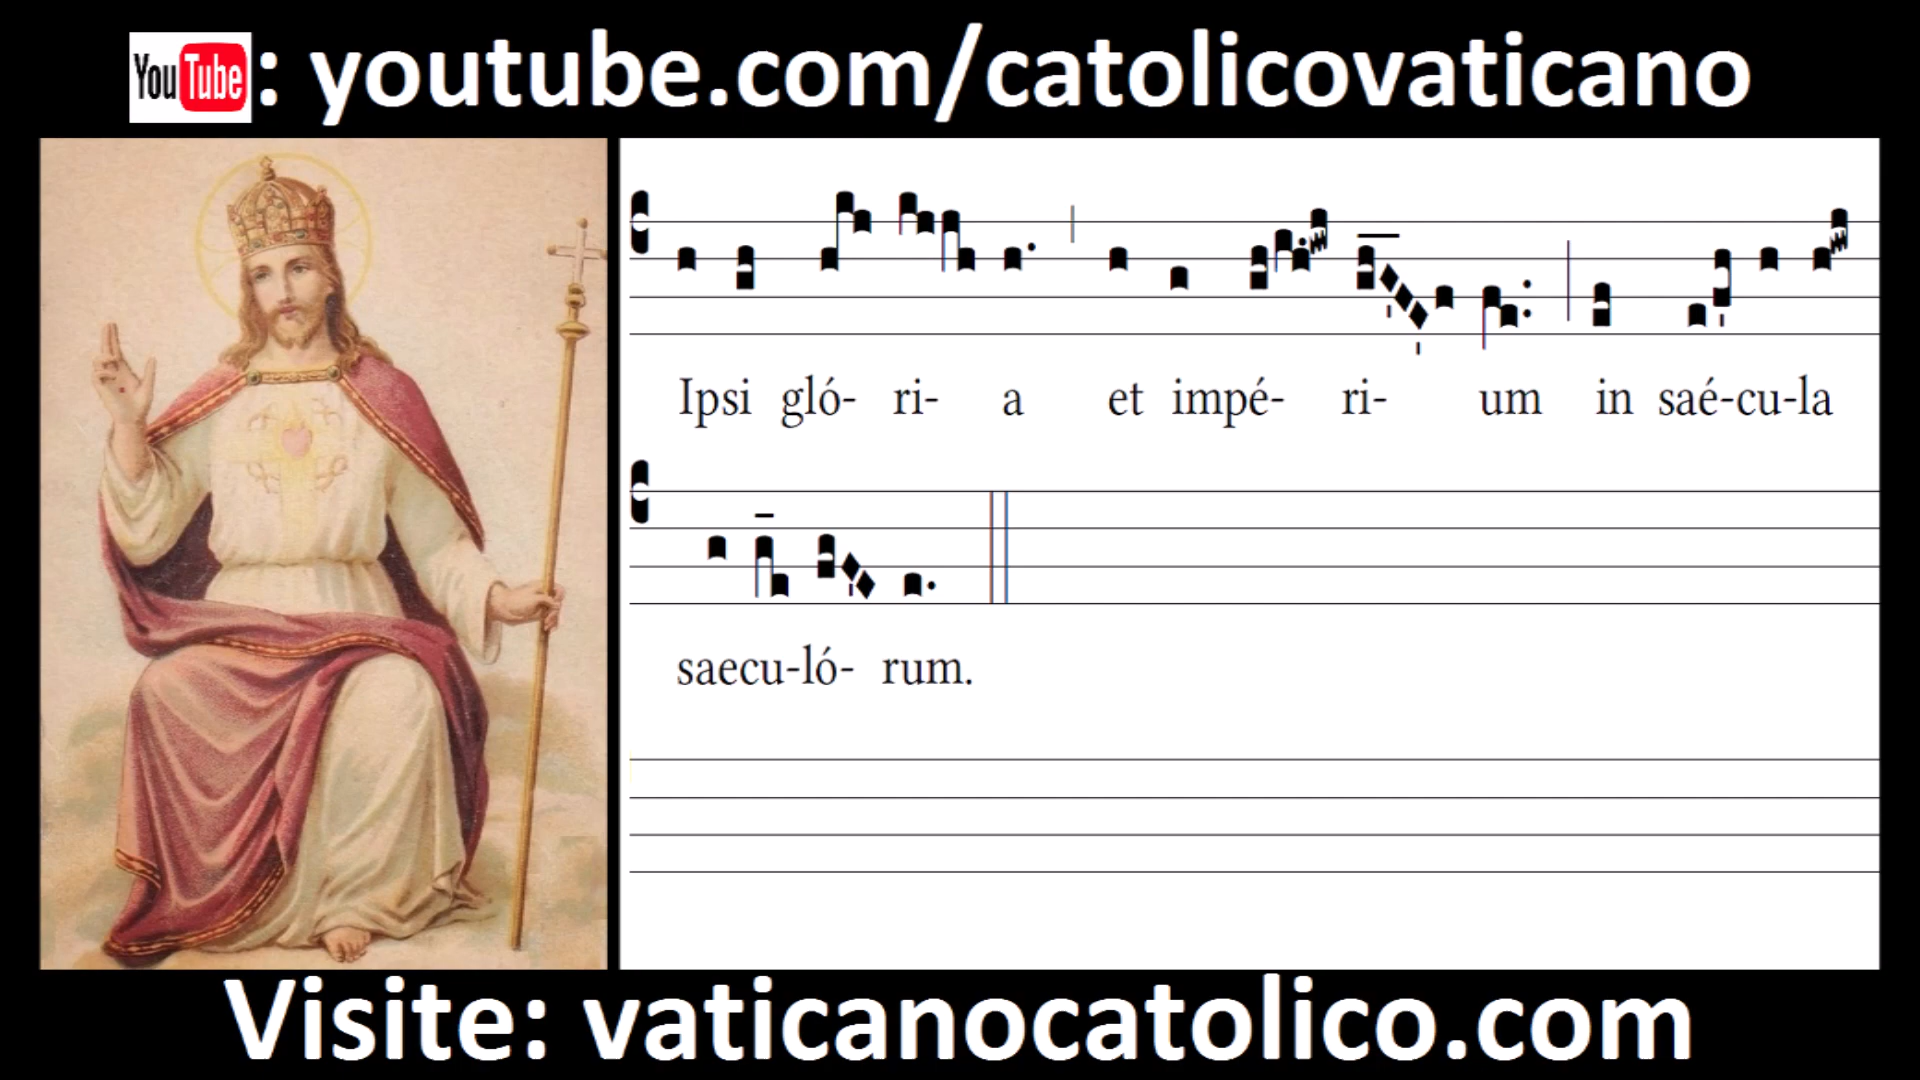 YouTube: youtube.com/catolicovaticano
Ipsi gló- ri- a et impé- ri- um in saé-cu-la
saecu-ló- rum.
Visite: vaticanocatolico.com